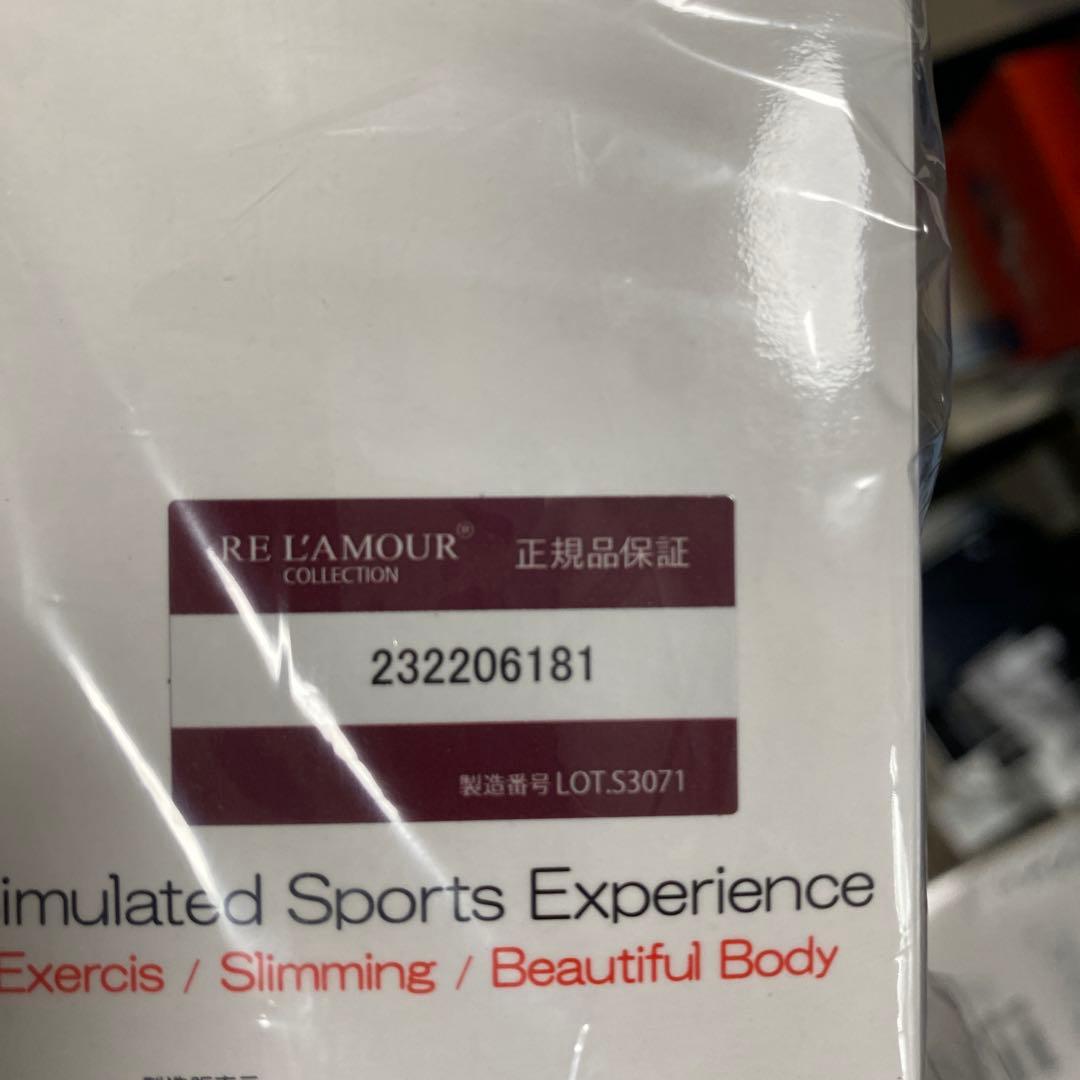 RE L'AMOUR® 正規品保証
COLLECTION
232206181
製造番号 LOT.S3071
imulated Sports Experience
Exercis / Slimming / Beautiful Body